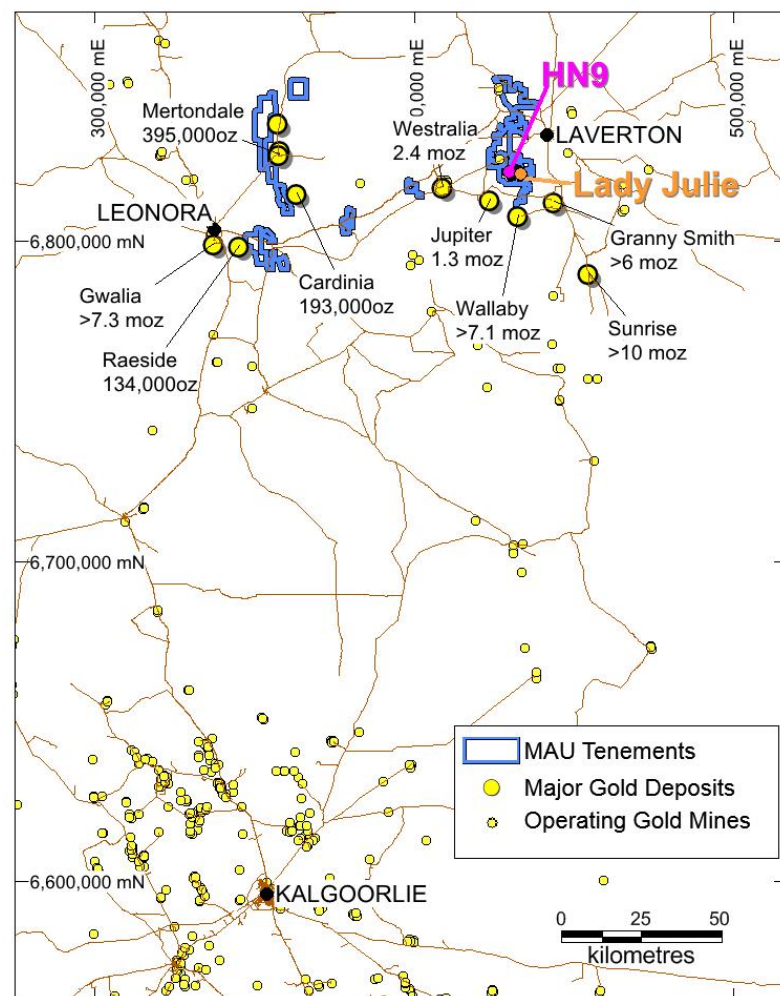 300,000 mE
0,000 mE
500,000 mE
HN9
Mertondale
395,000oz
Westralia
2.4 moz
LAVERTON
Lady Julie
LEONORA
6,800,000 mN
Jupiter
1.3 moz
Granny Smith
>6 moz
Gwalia
>7.3 moz
Cardinia
193,000oz
Wallaby
>7.1 moz
Sunrise
>10 moz
Raeside
134,000oz
6,700,000 mN
MAU Tenements
Major Gold Deposits
Operating Gold Mines
6,600,000 mN
KALGOORLIE
0 25 50
kilometres